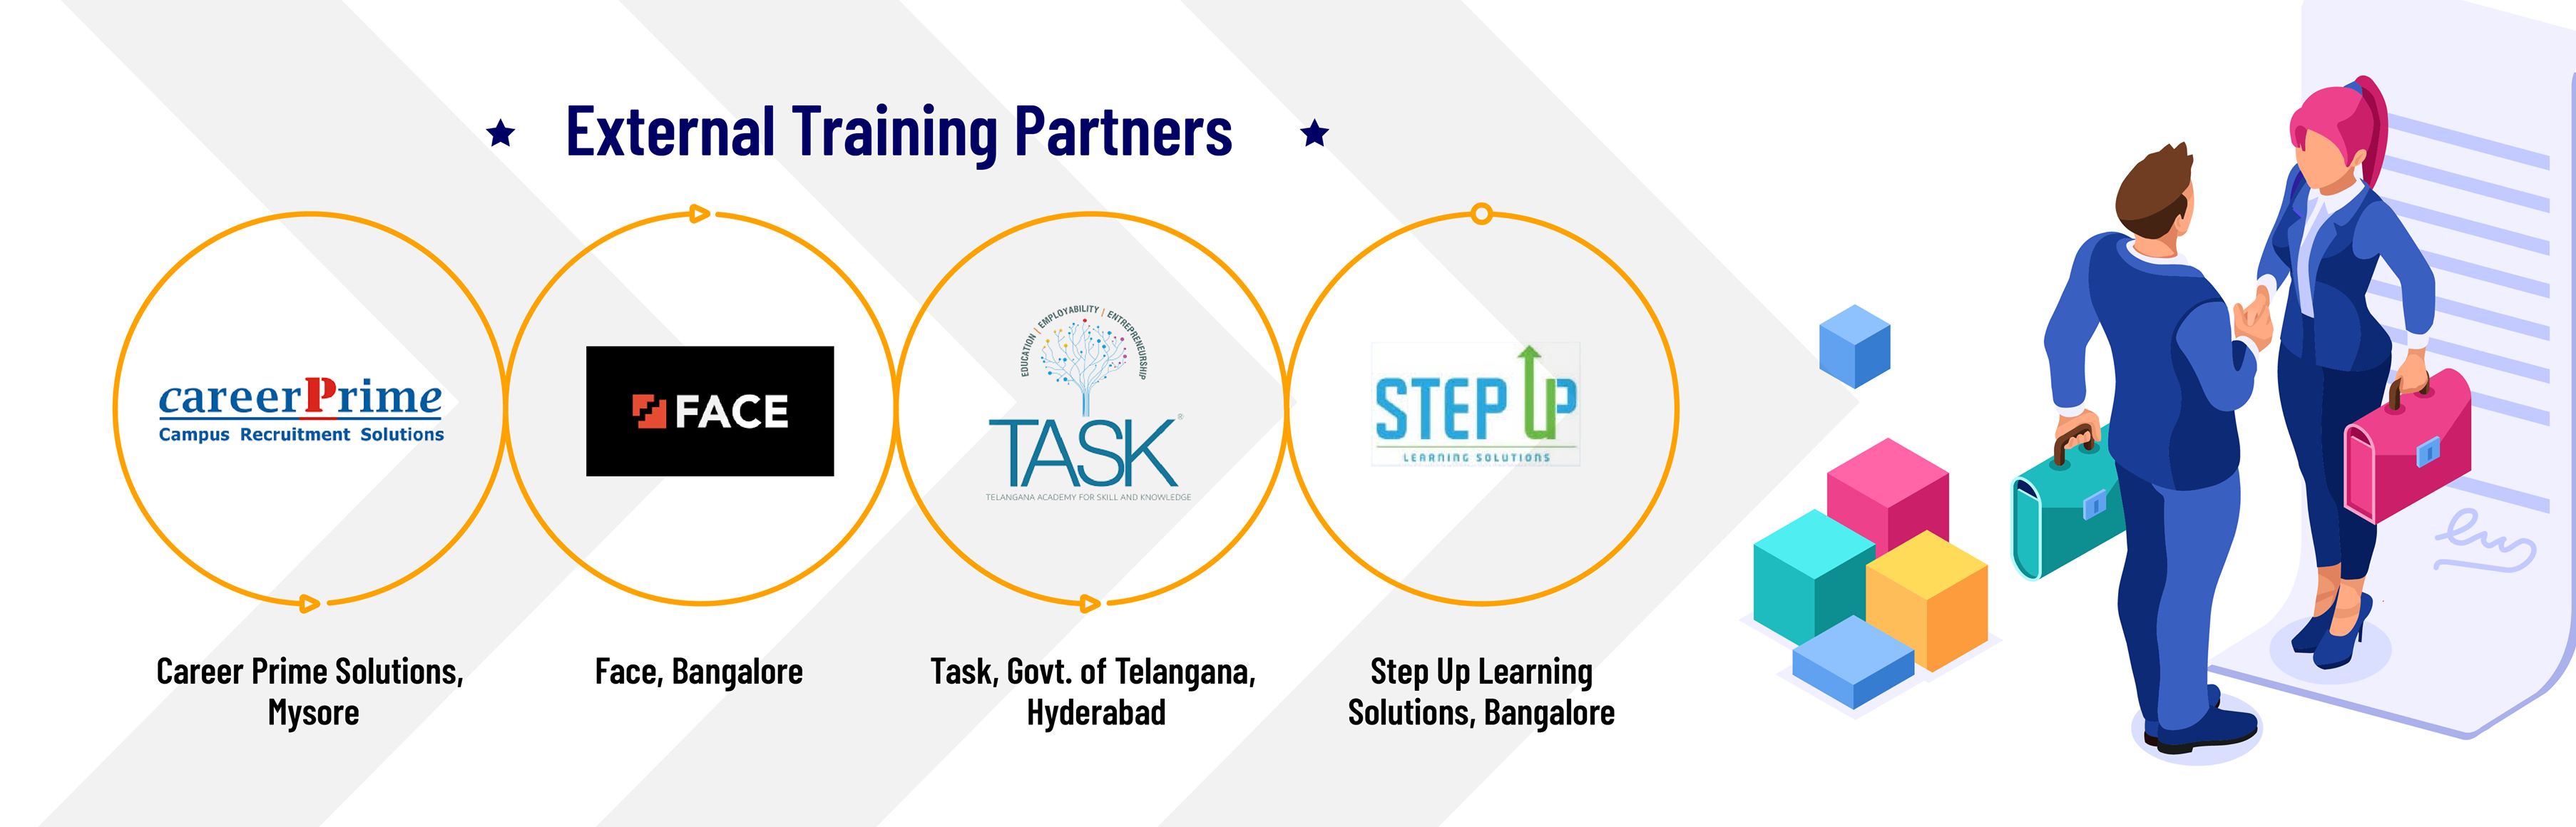 External Training Partners
careerPrime
Campus Recruitment Solutions
FACE
EDUCATION | EMPLOYABILITY | ENTREPRENEURSHIP
TASK®
TELANGANA ACADEMY FOR SKILL AND KNOWLEDGE
STEP UP
LEARNING SOLUTIONS
Career Prime Solutions,
Mysore
Face, Bangalore
Task, Govt. of Telangana,
Hyderabad
Step Up Learning
Solutions, Bangalore